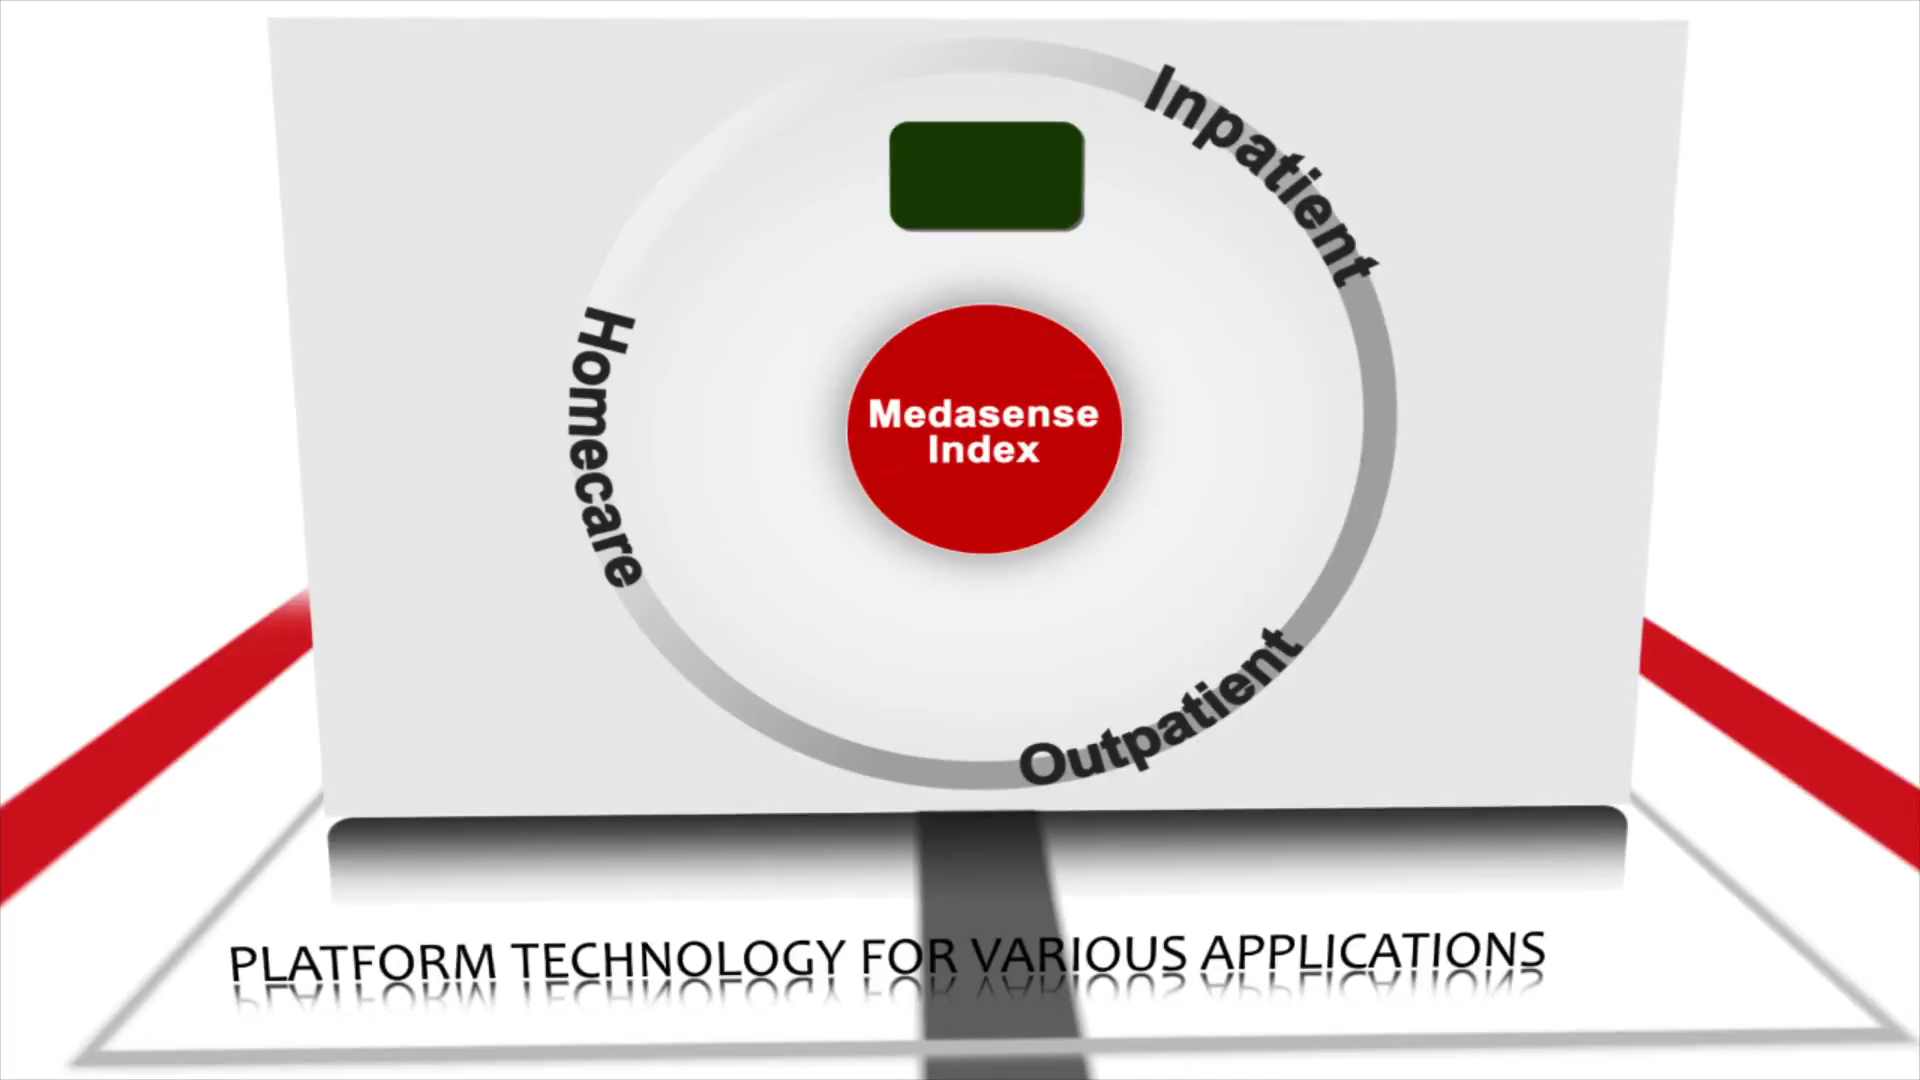 Inpatient
Homecare
Medasense
Index
Outpatient
PLATFORM TECHNOLOGY FOR VARIOUS APPLICATIONS